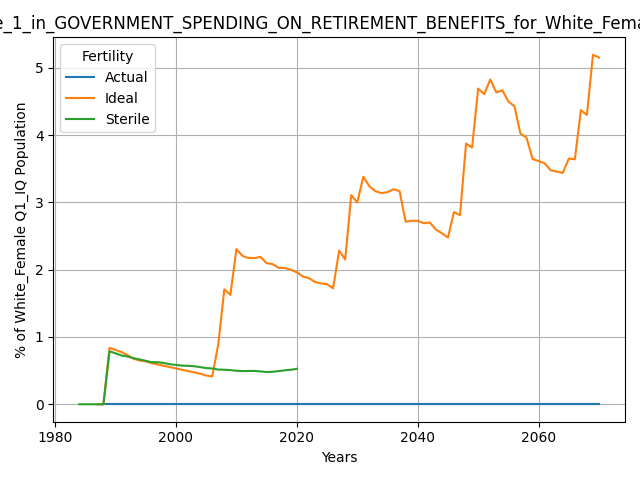 e_1_in_GOVERNMENT_SPENDING_ON_RETIREMENT_BENEFITS_for_White_Fema
Fertility
Actual
Ideal
Sterile
% of White_Female Q1_IQ Population
5
4
3
2
1
0
1980 2000 2020 2040 2060
Years